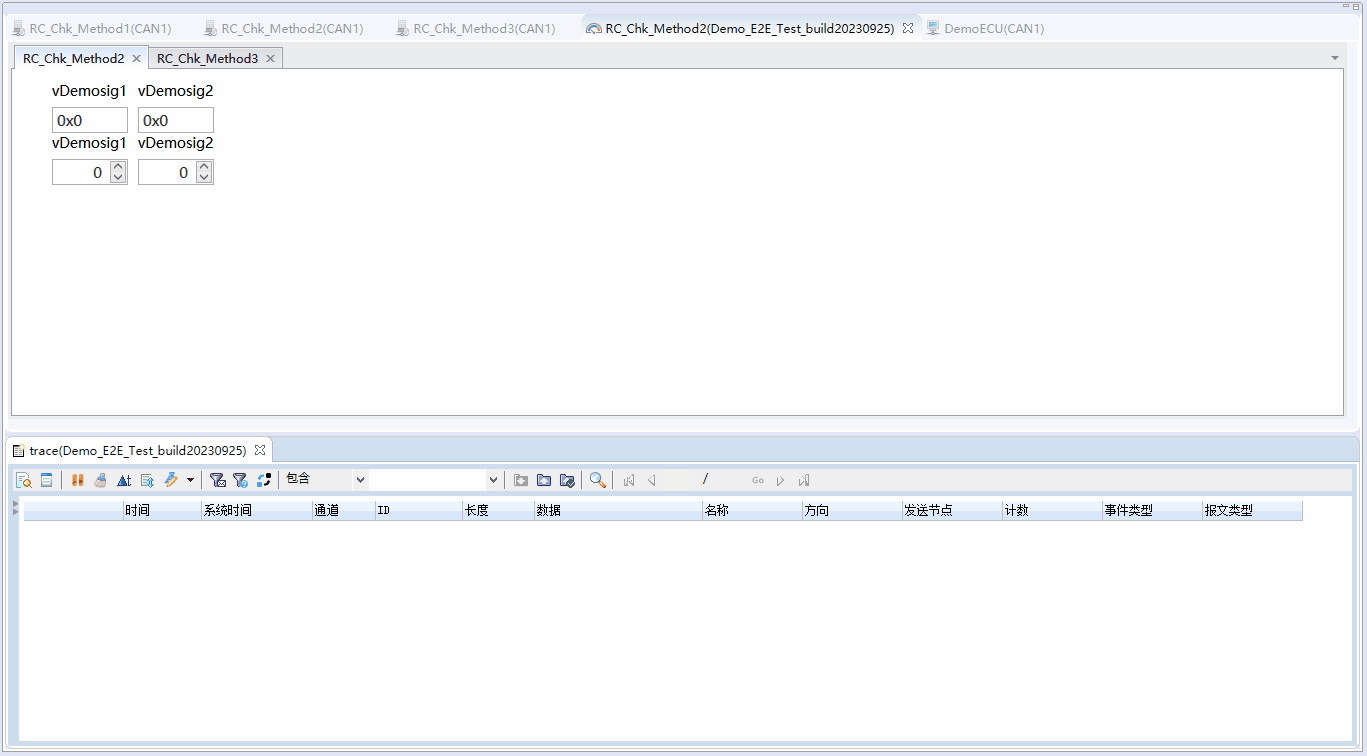 RC_Chk_Method1(CAN1) RC_Chk_Method2(CAN1) RC_Chk_Method3(CAN1) RC_Chk_Method2(Demo_E2E_Test_build20230925) DemoECU(CAN1)
RC_Chk_Method2 RC_Chk_Method3
vDemosig1 vDemosig2
0x0 0x0
vDemosig1 vDemosig2
0 0
trace(Demo_E2E_Test_build20230925)
包含 / Go
时间 系统时间 通道 ID 长度 数据 名称 方向 发送节点 计数 事件类型 报文类型